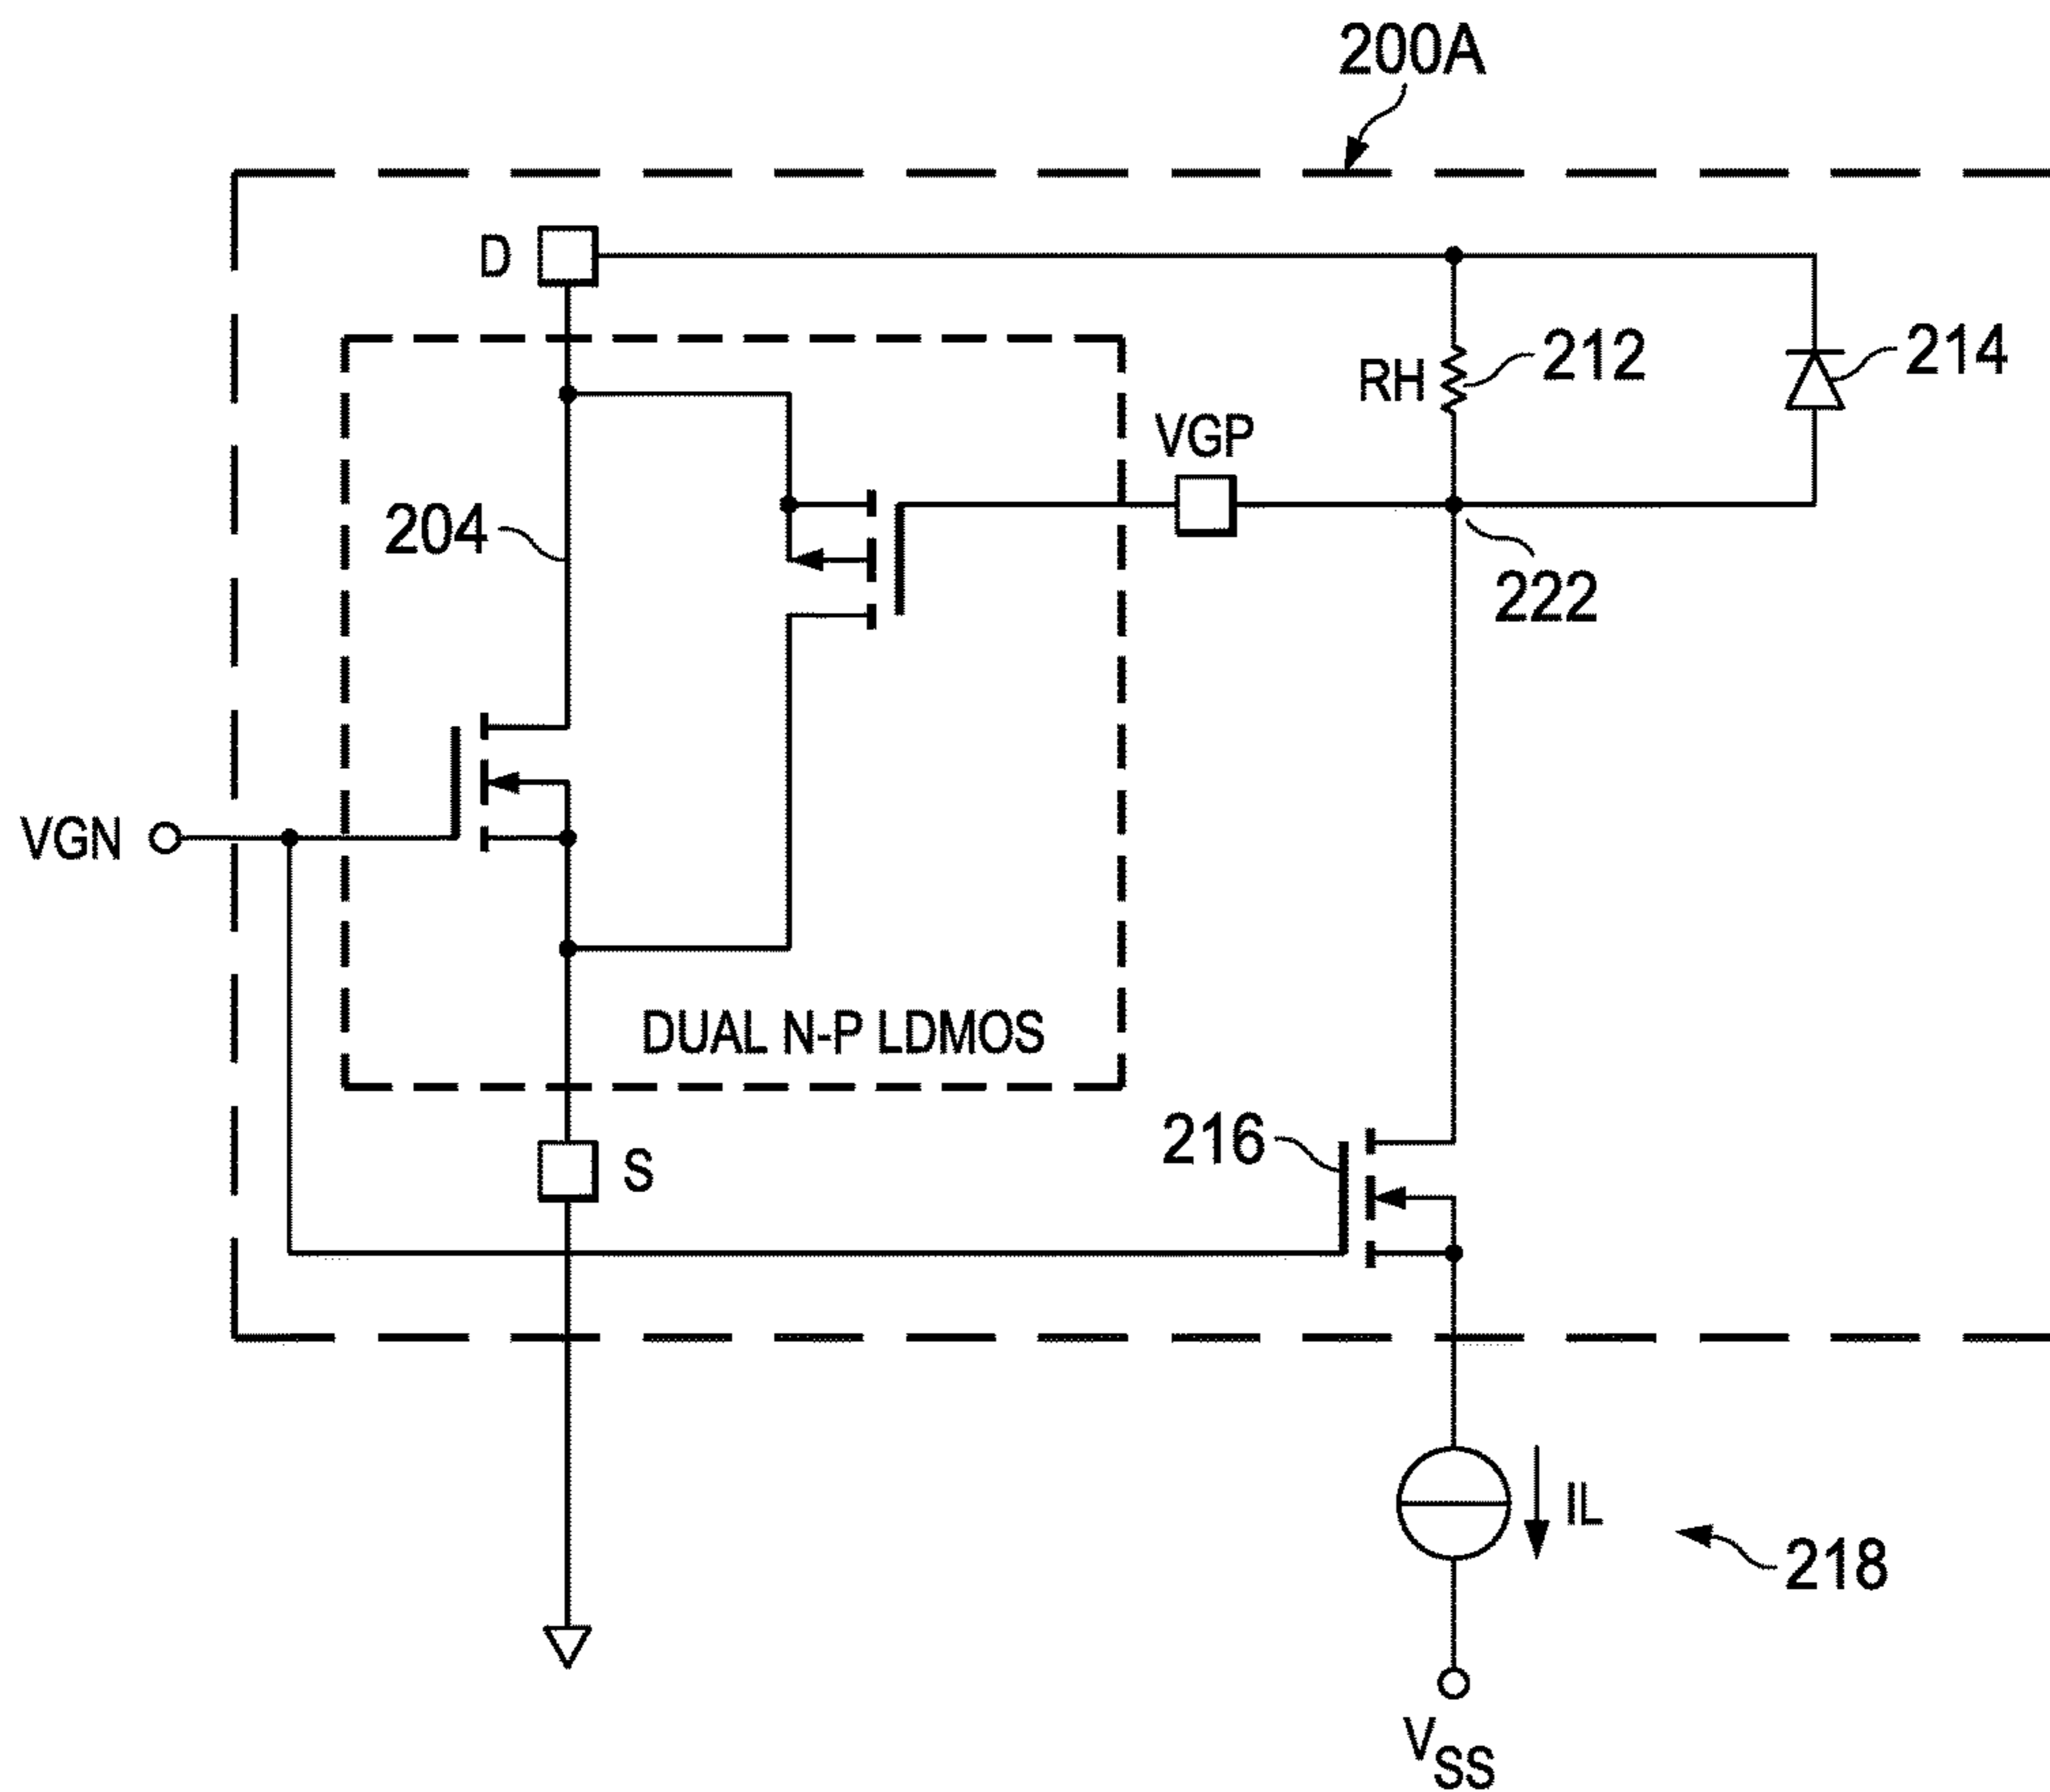 200A
D
RH
212
214
VGP
204
222
VGN
DUAL N-P LDMOS
216
S
IL
218
VSS